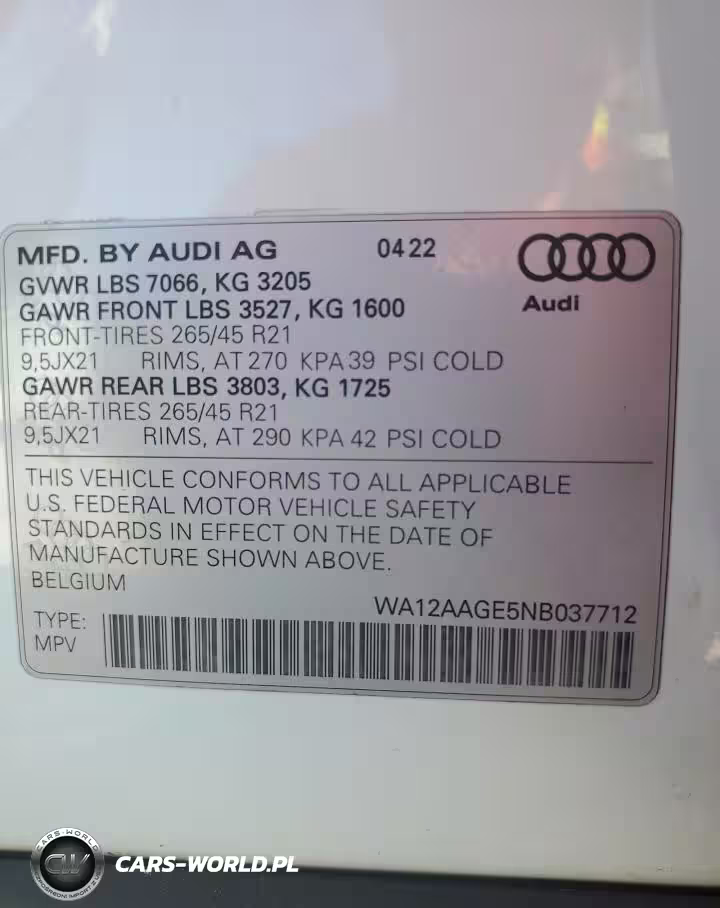 MFD. BY AUDI AG 0422
Audi
GVWR LBS 7066, KG 3205
GAWR FRONT LBS 3527, KG 1600
FRONT-TIRES 265/45 R21
9,5JX21 RIMS, AT 270 KPA 39 PSI COLD
GAWR REAR LBS 3803, KG 1725
REAR-TIRES 265/45 R21
9,5JX21 RIMS, AT 290 KPA 42 PSI COLD
THIS VEHICLE CONFORMS TO ALL APPLICABLE
U.S. FEDERAL MOTOR VEHICLE SAFETY
STANDARDS IN EFFECT ON THE DATE OF
MANUFACTURE SHOWN ABOVE.
BELGIUM
WA12AAGE5NB037712
TYPE:
MPV
CARS-WORLD
CW
CARS-WORLD.PL